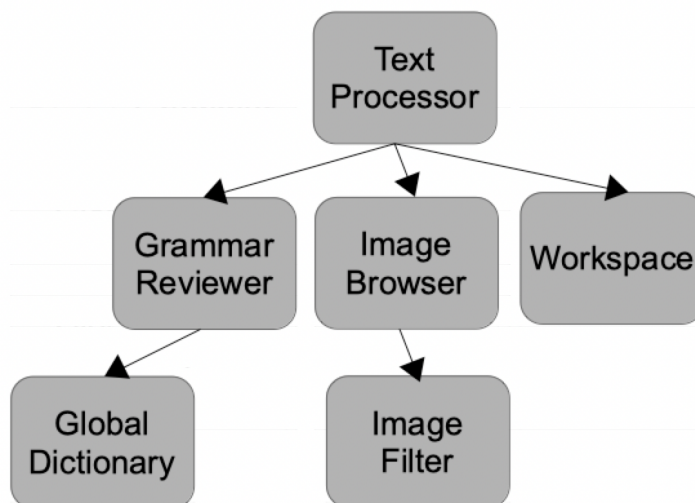 Text
Processor
Grammar
Reviewer
Image
Browser
Workspace
Global
Dictionary
Image
Filter